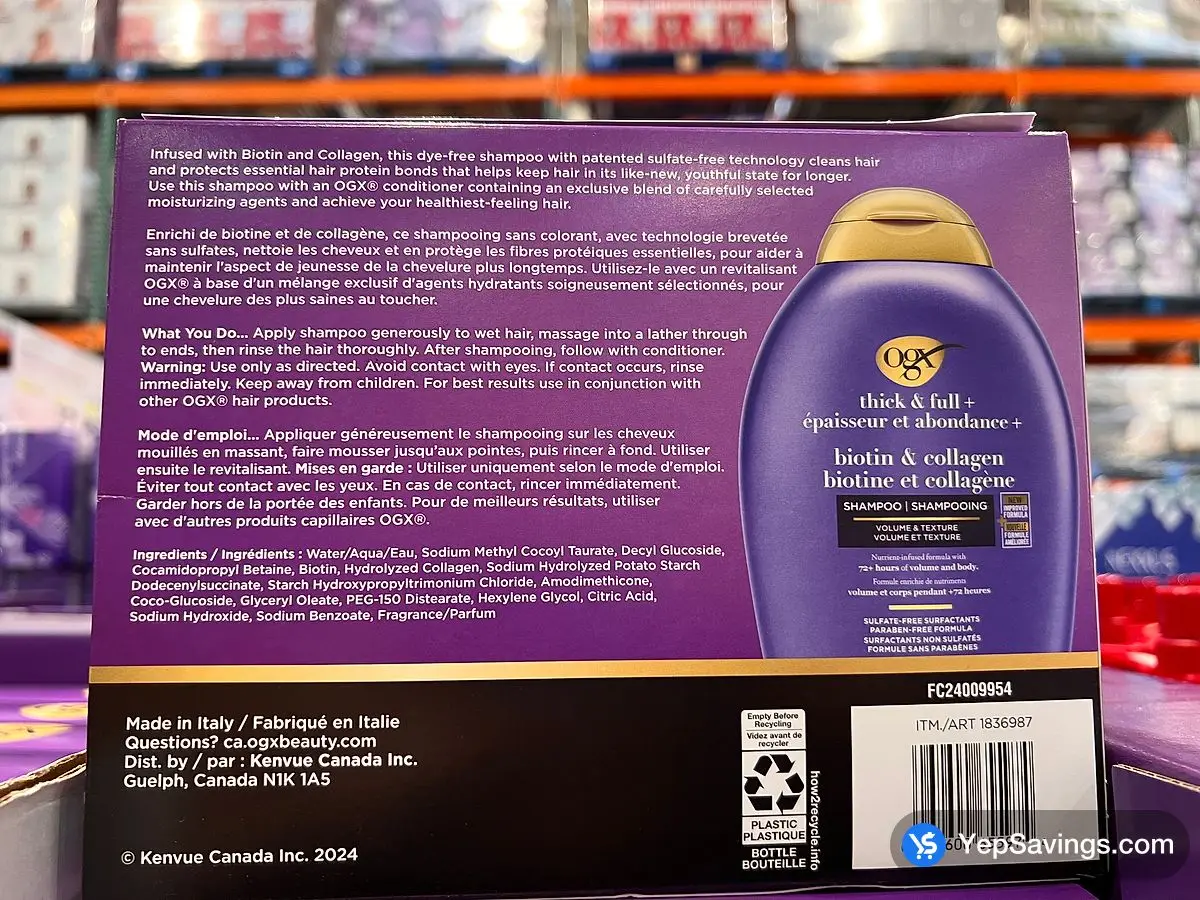 Infused with Biotin and Collagen, this dye-free shampoo with patented sulfate-free technology cleans hair
and protects essential hair protein bonds that helps keep hair in its like-new, youthful state for longer.
Use this shampoo with an OGX® conditioner containing an exclusive blend of carefully selected
moisturizing agents and achieve your healthiest-feeling hair.
Enrichi de biotine et de collagène, ce shampooing sans colorant, avec technologie brevetée
sans sulfates, nettoie les cheveux et en protège les fibres protéiques essentielles, pour aider à
maintenir l'aspect de jeunesse de la chevelure plus longtemps. Utilisez-le avec un revitalisant
OGX® à base d'un mélange exclusif d'agents hydratants soigneusement sélectionnés, pour
une chevelure des plus saines au toucher.
What You Do... Apply shampoo generously to wet hair, massage into a lather through
to ends, then rinse the hair thoroughly. After shampooing, follow with conditioner.
Warning: Use only as directed. Avoid contact with eyes. If contact occurs, rinse
immediately. Keep away from children. For best results use in conjunction with
other OGX® hair products.
Mode d'emploi... Appliquer généreusement le shampooing sur les cheveux
mouillés en massant, faire mousser jusqu'aux pointes, puis rincer à fond. Utiliser
ensuite le revitalisant. Mises en garde : Utiliser uniquement selon le mode d'emploi.
Éviter tout contact avec les yeux. En cas de contact, rincer immédiatement.
Garder hors de la portée des enfants. Pour de meilleurs résultats, utiliser
avec d'autres produits capillaires OGX®.
Ingredients / Ingrédients : Water/Aqua/Eau, Sodium Methyl Cocoyl Taurate, Decyl Glucoside,
Cocamidopropyl Betaine, Biotin, Hydrolyzed Collagen, Sodium Hydrolyzed Potato Starch
Dodecenylsuccinate, Starch Hydroxypropyltrimonium Chloride, Amodimethicone,
Coco-Glucoside, Glyceryl Oleate, PEG-150 Distearate, Hexylene Glycol, Citric Acid,
Sodium Hydroxide, Sodium Benzoate, Fragrance/Parfum
ogx
thick & full +
épaisseur et abondance +
biotin & collagen
biotine et collagène
SHAMPOO | SHAMPOOING
VOLUME & TEXTURE
VOLUME ET TEXTURE
NEW
IMPROVED
FORMULA
+
NOUVELLE
FORMULE
AMÉLIORÉE
Nutrient-infused formula with
72+ hours of volume and body.
Formule enrichie de nutriments
volume et corps pendant +72 heures
SULFATE-FREE SURFACTANTS
PARABEN-FREE FORMULA
SURFACTANTS NON SULFATÉS
FORMULE SANS PARABÈNES
Made in Italy / Fabriqué en Italie
Questions? ca.ogxbeauty.com
Dist. by / par : Kenvue Canada Inc.
Guelph, Canada N1K 1A5
© Kenvue Canada Inc. 2024
Empty Before
Recycling
Videz avant de
recycler
PLASTIC
PLASTIQUE
BOTTLE
BOUTEILLE
how2recycle.info
FC24009954
ITM./ART 1836987
YepSavings.com